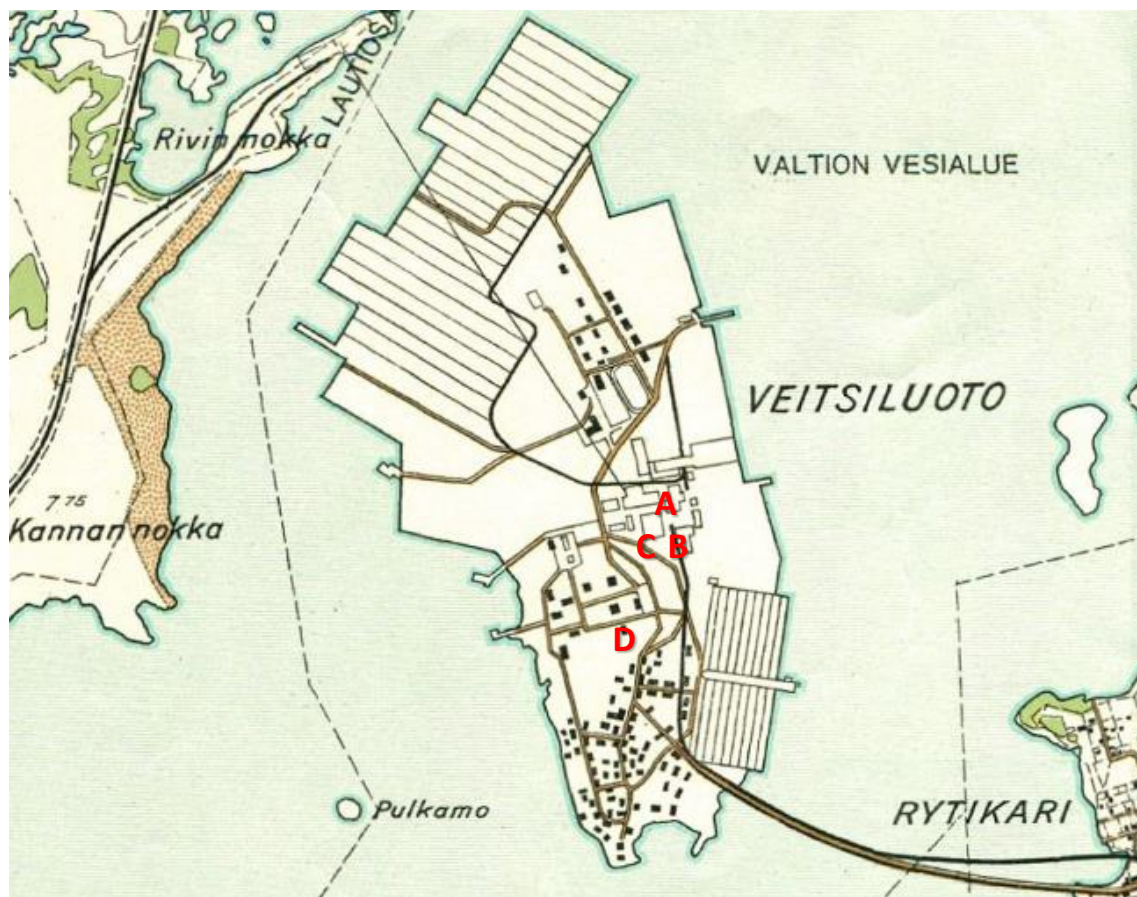 LAUTIOSA
Rivin nokka
VALTION VESIALUE
VEITSILUOTO
7 75
Kannan nokka
A
C B
D
Pulkamo
RYTIKARI